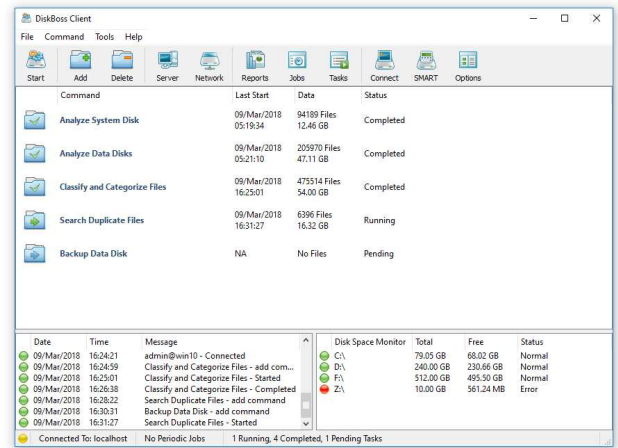 DiskBoss Client
File Command Tools Help
Start Add Delete Server Network Reports Jobs Tasks Connect SMART Options
Command Last Start Data Status
Analyze System Disk 09/Mar/2018 05:19:34 94189 Files 12.46 GB Completed
Analyze Data Disks 09/Mar/2018 05:21:10 205970 Files 47.11 GB Completed
Classify and Categorize Files 09/Mar/2018 16:25:01 475514 Files 54.00 GB Completed
Search Duplicate Files 09/Mar/2018 16:31:27 6396 Files 16.32 GB Running
Backup Data Disk NA No Files Pending
Date Time Message
09/Mar/2018 16:24:21 admin@win10 - Connected
09/Mar/2018 16:24:59 Classify and Categorize Files - add com...
09/Mar/2018 16:25:01 Classify and Categorize Files - Started
09/Mar/2018 16:26:38 Classify and Categorize Files - Completed
09/Mar/2018 16:28:22 Search Duplicate Files - add command
09/Mar/2018 16:30:31 Backup Data Disk - add command
09/Mar/2018 16:31:27 Search Duplicate Files - Started
Disk Space Monitor Total Free Status
C:\ 79.05 GB 68.02 GB Normal
D:\ 240.00 GB 230.66 GB Normal
F:\ 512.00 GB 495.50 GB Normal
Z:\ 10.00 GB 561.24 MB Error
Connected To: localhost No Periodic Jobs 1 Running, 4 Completed, 1 Pending Tasks